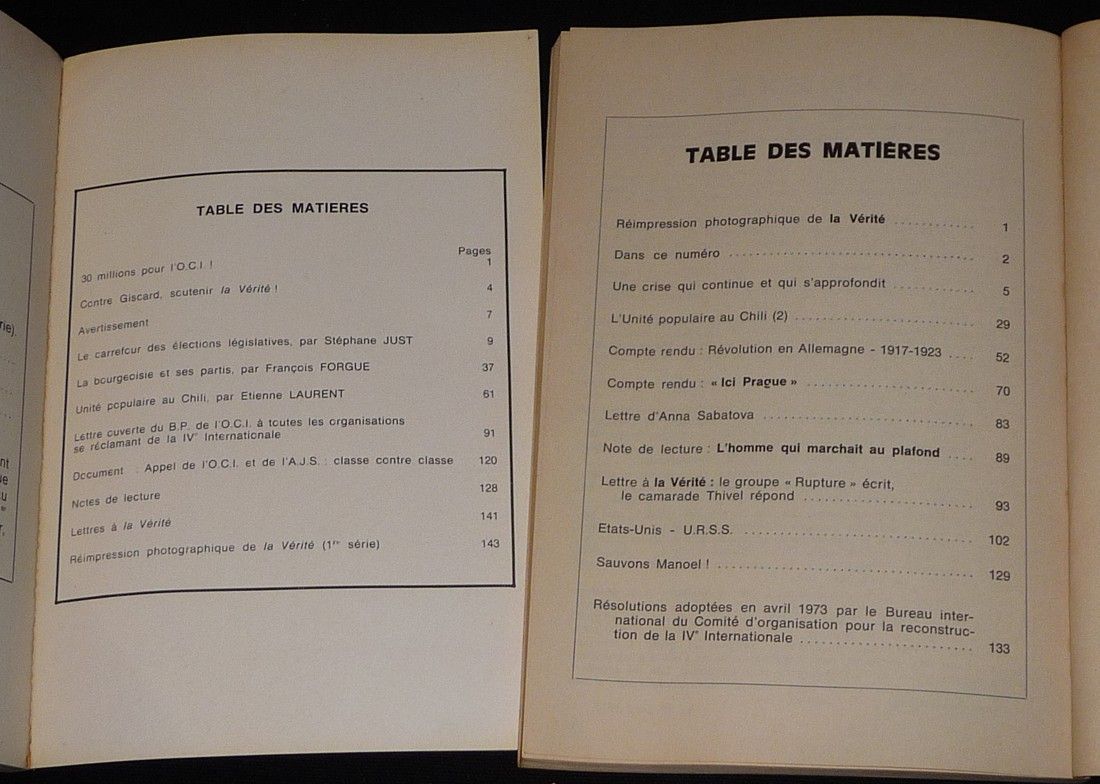 rie).
nt
TABLE DES MATIERES
Pages
30 millions pour l'O.C.I. ! 1
Contre Giscard, soutenir la Vérité ! 4
Avertissement 7
Le carrefour des élections législatives, par Stéphane JUST 9
La bourgeoisie et ses partis, par François FORGUE 37
Unité populaire au Chili, par Etienne LAURENT 61
Lettre ouverte du B.P. de l'O.C.I. à toutes les organisations
se réclamant de la IVe Internationale 91
Document : Appel de l'O.C.I. et de l'A.J.S. : classe contre classe 120
Notes de lecture 128
Lettres à la Vérité 141
Réimpression photographique de la Vérité (1re série) 143
TABLE DES MATIÈRES
Réimpression photographique de la Vérité ............ 1
Dans ce numéro .................................... 2
Une crise qui continue et qui s'approfondit ............ 5
L'Unité populaire au Chili (2) .......................... 29
Compte rendu : Révolution en Allemagne - 1917-1923 .... 52
Compte rendu : « Ici Prague » ........................ 70
Lettre d'Anna Sabatova .............................. 83
Note de lecture : L'homme qui marchait au plafond .... 89
Lettre à la Vérité : le groupe « Rupture » écrit,
le camarade Thivel répond ........................ 93
Etats-Unis - U.R.S.S. ................................ 102
Sauvons Manoel ! .................................... 129
Résolutions adoptées en avril 1973 par le Bureau inter-
national du Comité d'organisation pour la reconstruc-
tion de la IVe Internationale ........................ 133